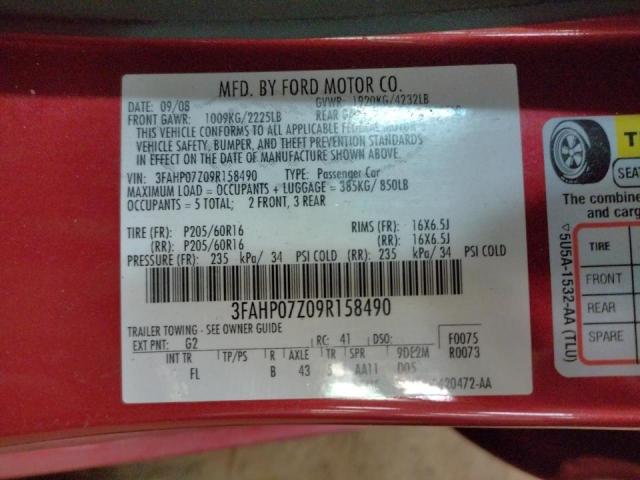 MFD. BY FORD MOTOR CO.
DATE: 09/08 GVWR: 1920KG/4232LB
FRONT GAWR: 1009KG/2225LB REAR
THIS VEHICLE CONFORMS TO ALL APPLICABLE FEDERAL MOTOR
VEHICLE SAFETY, BUMPER, AND THEFT PREVENTION STANDARDS
IN EFFECT ON THE DATE OF MANUFACTURE SHOWN ABOVE.
VIN: 3FAHP07Z09R158490 TYPE: Passenger Car
MAXIMUM LOAD = OCCUPANTS + LUGGAGE = 385KG/ 850LB
OCCUPANTS = 5 TOTAL; 2 FRONT, 3 REAR
TIRE (FR): P205/60R16 RIMS (FR): 16X6.5J
(RR): P205/60R16 (RR): 16X6.5J
PRESSURE (FR): 235 kPa/ 34 PSI COLD (RR): 235 kPa/ 34 PSI COLD
3FAHP07Z09R158490
TRAILER TOWING - SEE OWNER GUIDE
EXT PNT: G2 RC: 41 DSO: F0075
INT TR TP/PS R AXLE TR SPR 9DE2M R0073
FL B 43 AA11 D05
420472-AA
T
SEAT
The combine
and carg
TIRE
FRONT
REAR
SPARE
5U5A-1532-AA (TLU)